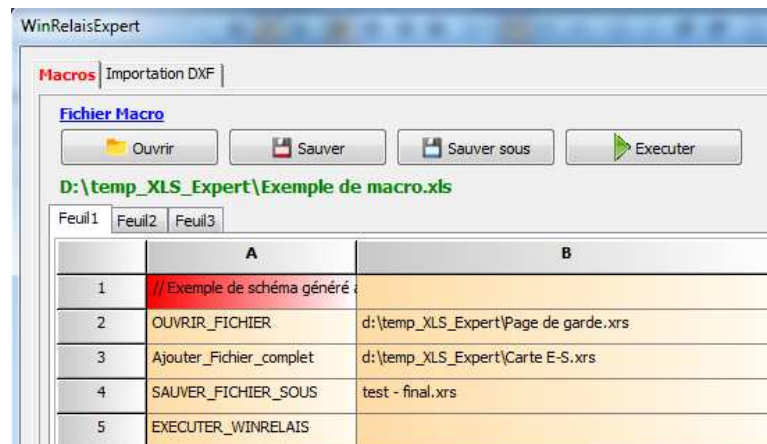 WinRelaisExpert
Macros Importation DXF
Fichier Macro
Ouvrir Sauver Sauver sous Executer
D:\temp_XLS_Expert\Exemple de macro.xls
Feuil1 Feuil2 Feuil3
A B
1 // Exemple de schéma généré a
2 OUVRIR_FICHIER d:\temp_XLS_Expert\Page de garde.xrs
3 Ajouter_Fichier_complet d:\temp_XLS_Expert\Carte E-S.xrs
4 SAUVER_FICHIER_SOUS test - final.xrs
5 EXECUTER_WINRELAIS